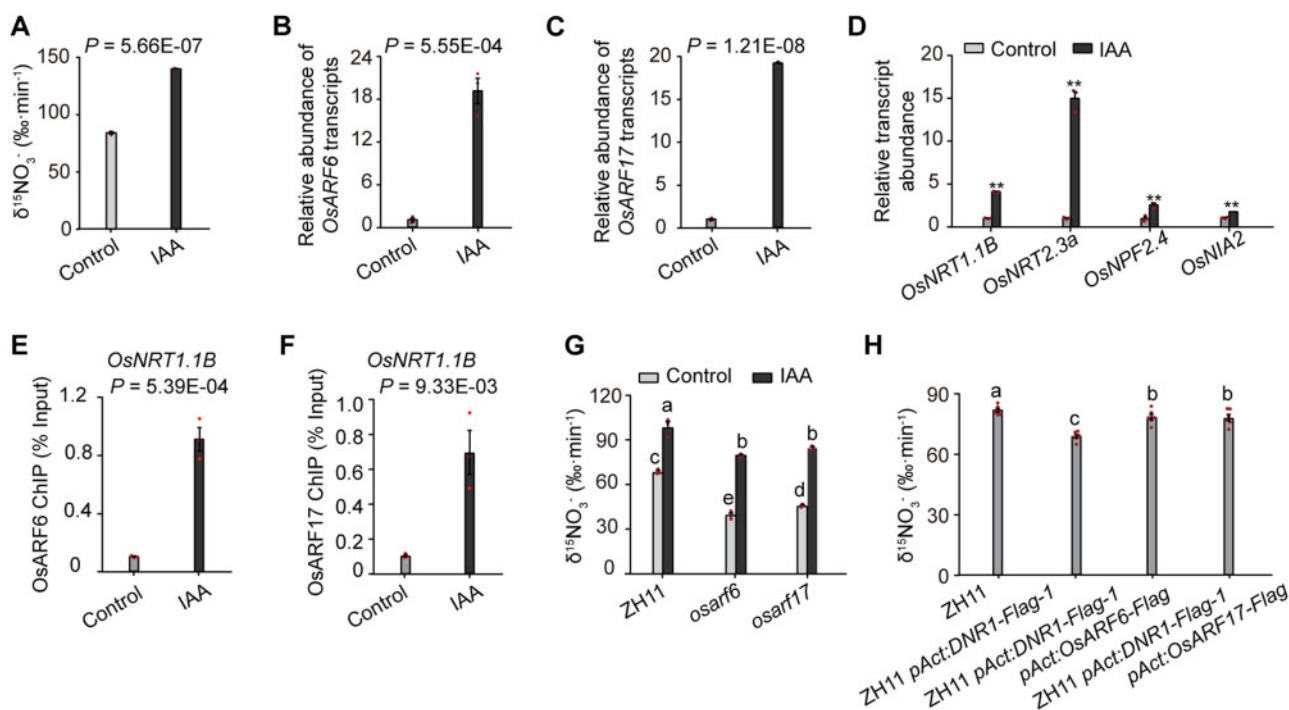 A
P = 5.66E-07
δ¹⁵NO₃⁻ (‰·min⁻¹)
150
100
50
0
Control
IAA
B
P = 5.55E-04
Relative abundance of
OsARF6 transcripts
24
18
12
6
0
Control
IAA
C
P = 1.21E-08
Relative abundance of
OsARF17 transcripts
20
15
10
5
0
Control
IAA
D
Control
IAA
Relative transcript
abundance
20
15
10
5
0
**
**
**
**
OsNRT1.1B
OsNRT2.3a
OsNPF2.4
OsNIA2
E
OsNRT1.1B
P = 5.39E-04
OsARF6 ChIP (% Input)
1.2
0.8
0.4
0
Control
IAA
F
OsNRT1.1B
P = 9.33E-03
OsARF17 ChIP (% Input)
1.0
0.8
0.6
0.4
0.2
0
Control
IAA
G
Control
IAA
δ¹⁵NO₃⁻ (‰·min⁻¹)
120
90
60
30
0
c
a
e
b
d
b
ZH11
osarf6
osarf17
H
δ¹⁵NO₃⁻ (‰·min⁻¹)
90
60
30
0
a
c
b
b
ZH11
ZH11 pAct:DNR1-Flag-1
ZH11 pAct:DNR1-Flag-1
pAct:OsARF6-Flag
ZH11 pAct:DNR1-Flag-1
pAct:OsARF17-Flag